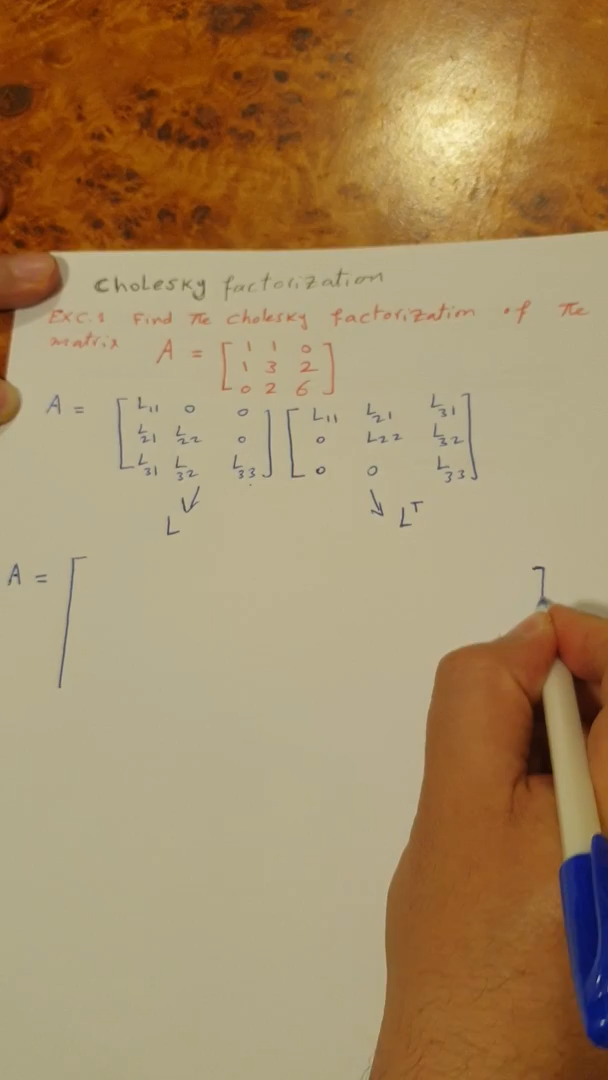 Cholesky factorization
EXC.1 Find The cholesky factorization of The
matrix A = [ 1 1 0
1 3 2
0 2 6 ]
A = [ L11 0 0 ] [ L11 L21 L31 ]
[ L21 L22 0 ] [ 0 L22 L32 ]
[ L31 L32 L33 ] [ 0 0 L33 ]
L LT
A = [ ]